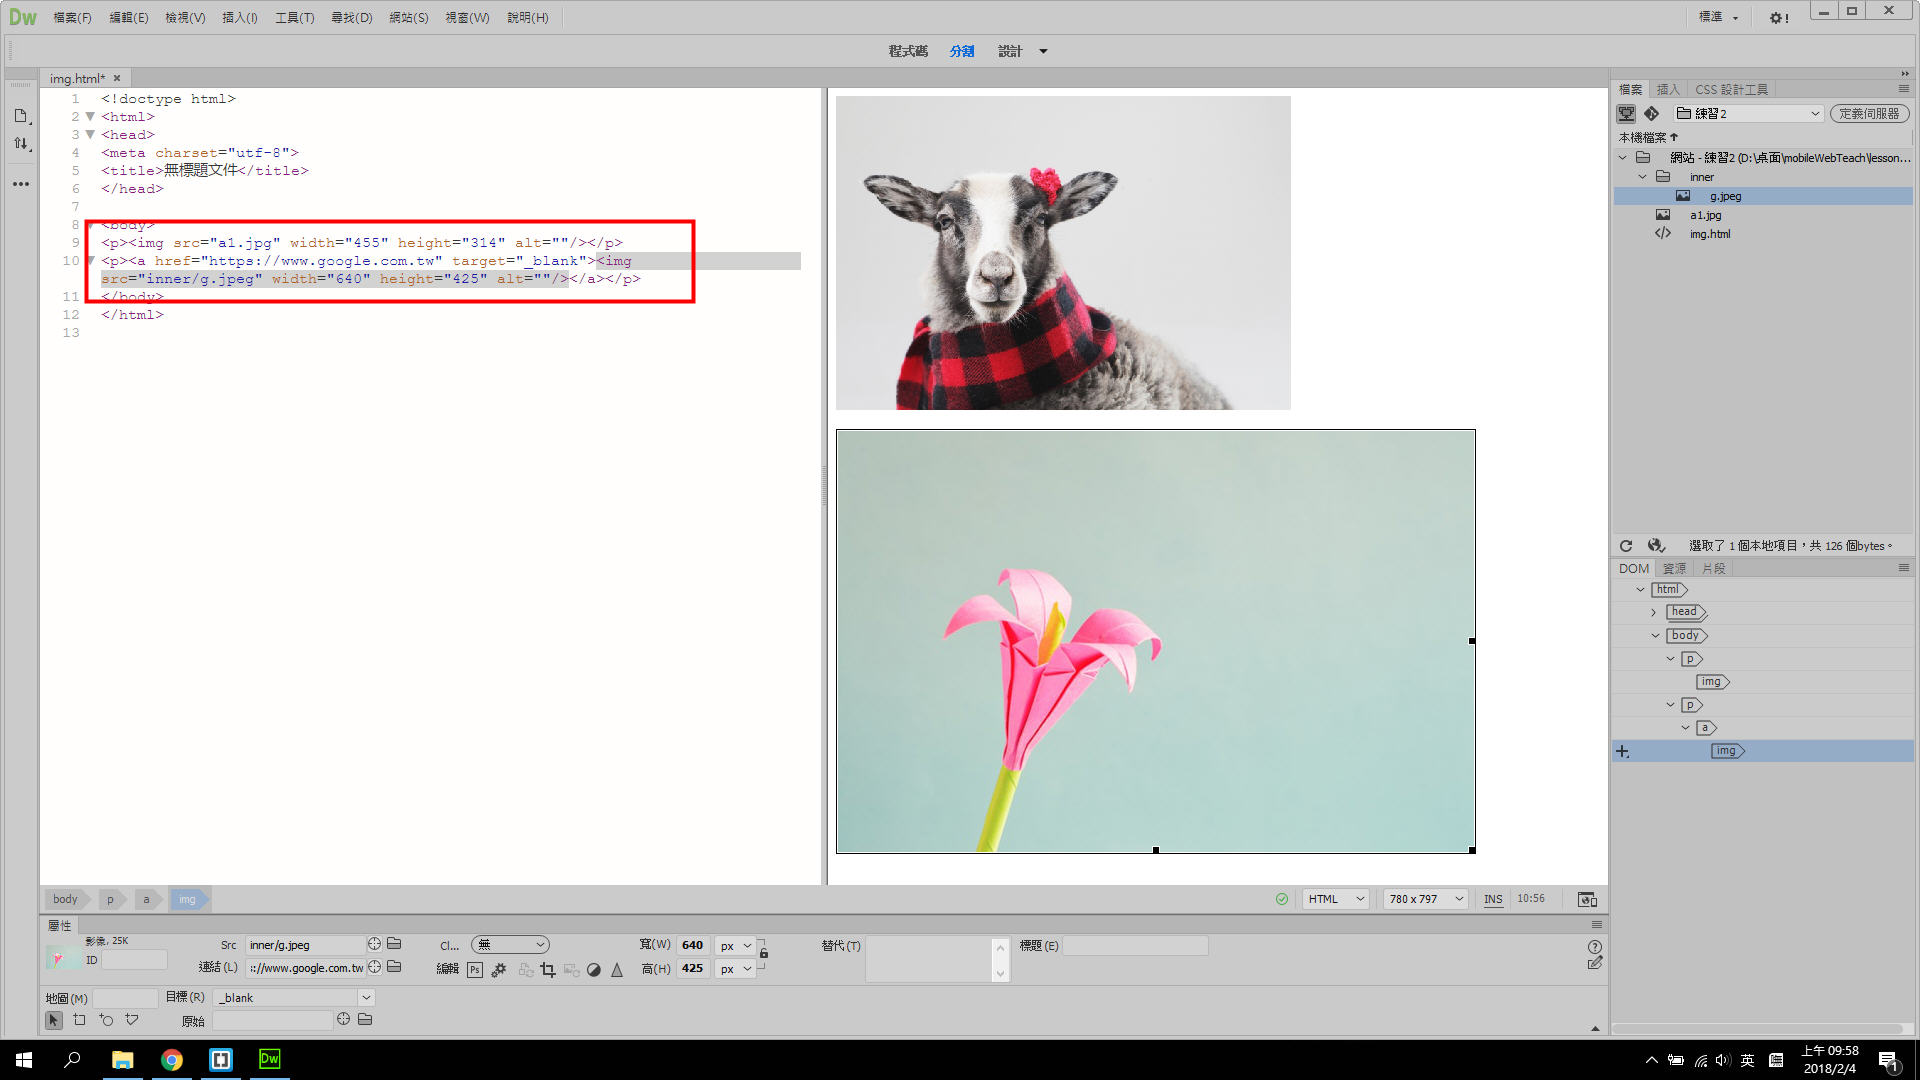 Dw 檔案(F) 編輯(E) 檢視(V) 插入(I) 工具(T) 尋找(D) 網站(S) 視窗(W) 說明(H) 標準
程式碼 分割 設計
img.html*
1 <!doctype html>
2 <html>
3 <head>
4 <meta charset="utf-8">
5 <title>無標題文件</title>
6 </head>
7
8 <body>
9 <p><img src="a1.jpg" width="455" height="314" alt=""/></p>
10 <p><a href="https://www.google.com.tw" target="_blank"><img
src="inner/g.jpeg" width="640" height="425" alt=""/></a></p>
11 </body>
12 </html>
13
檔案 插入 CSS 設計工具
練習2 定義伺服器
本機檔案
網站 - 練習2 (D:\桌面\mobileWebTeach\lesson...
inner
g.jpeg
a1.jpg
img.html
選取了 1 個本地項目，共 126 個bytes。
DOM 資源 片段
html
head
body
p
img
p
a
img
body p a img
HTML 780 x 797 INS 10:56
屬性
影像, 25K
ID
Src inner/g.jpeg
連結(L) ://www.google.com.tw
Cl... 無
編輯 Ps
寬(W) 640 px
高(H) 425 px
替代(T)
標題(E)
地圖(M) 目標(R) _blank
原始
Dw
英
上午 09:58
2018/2/4
1